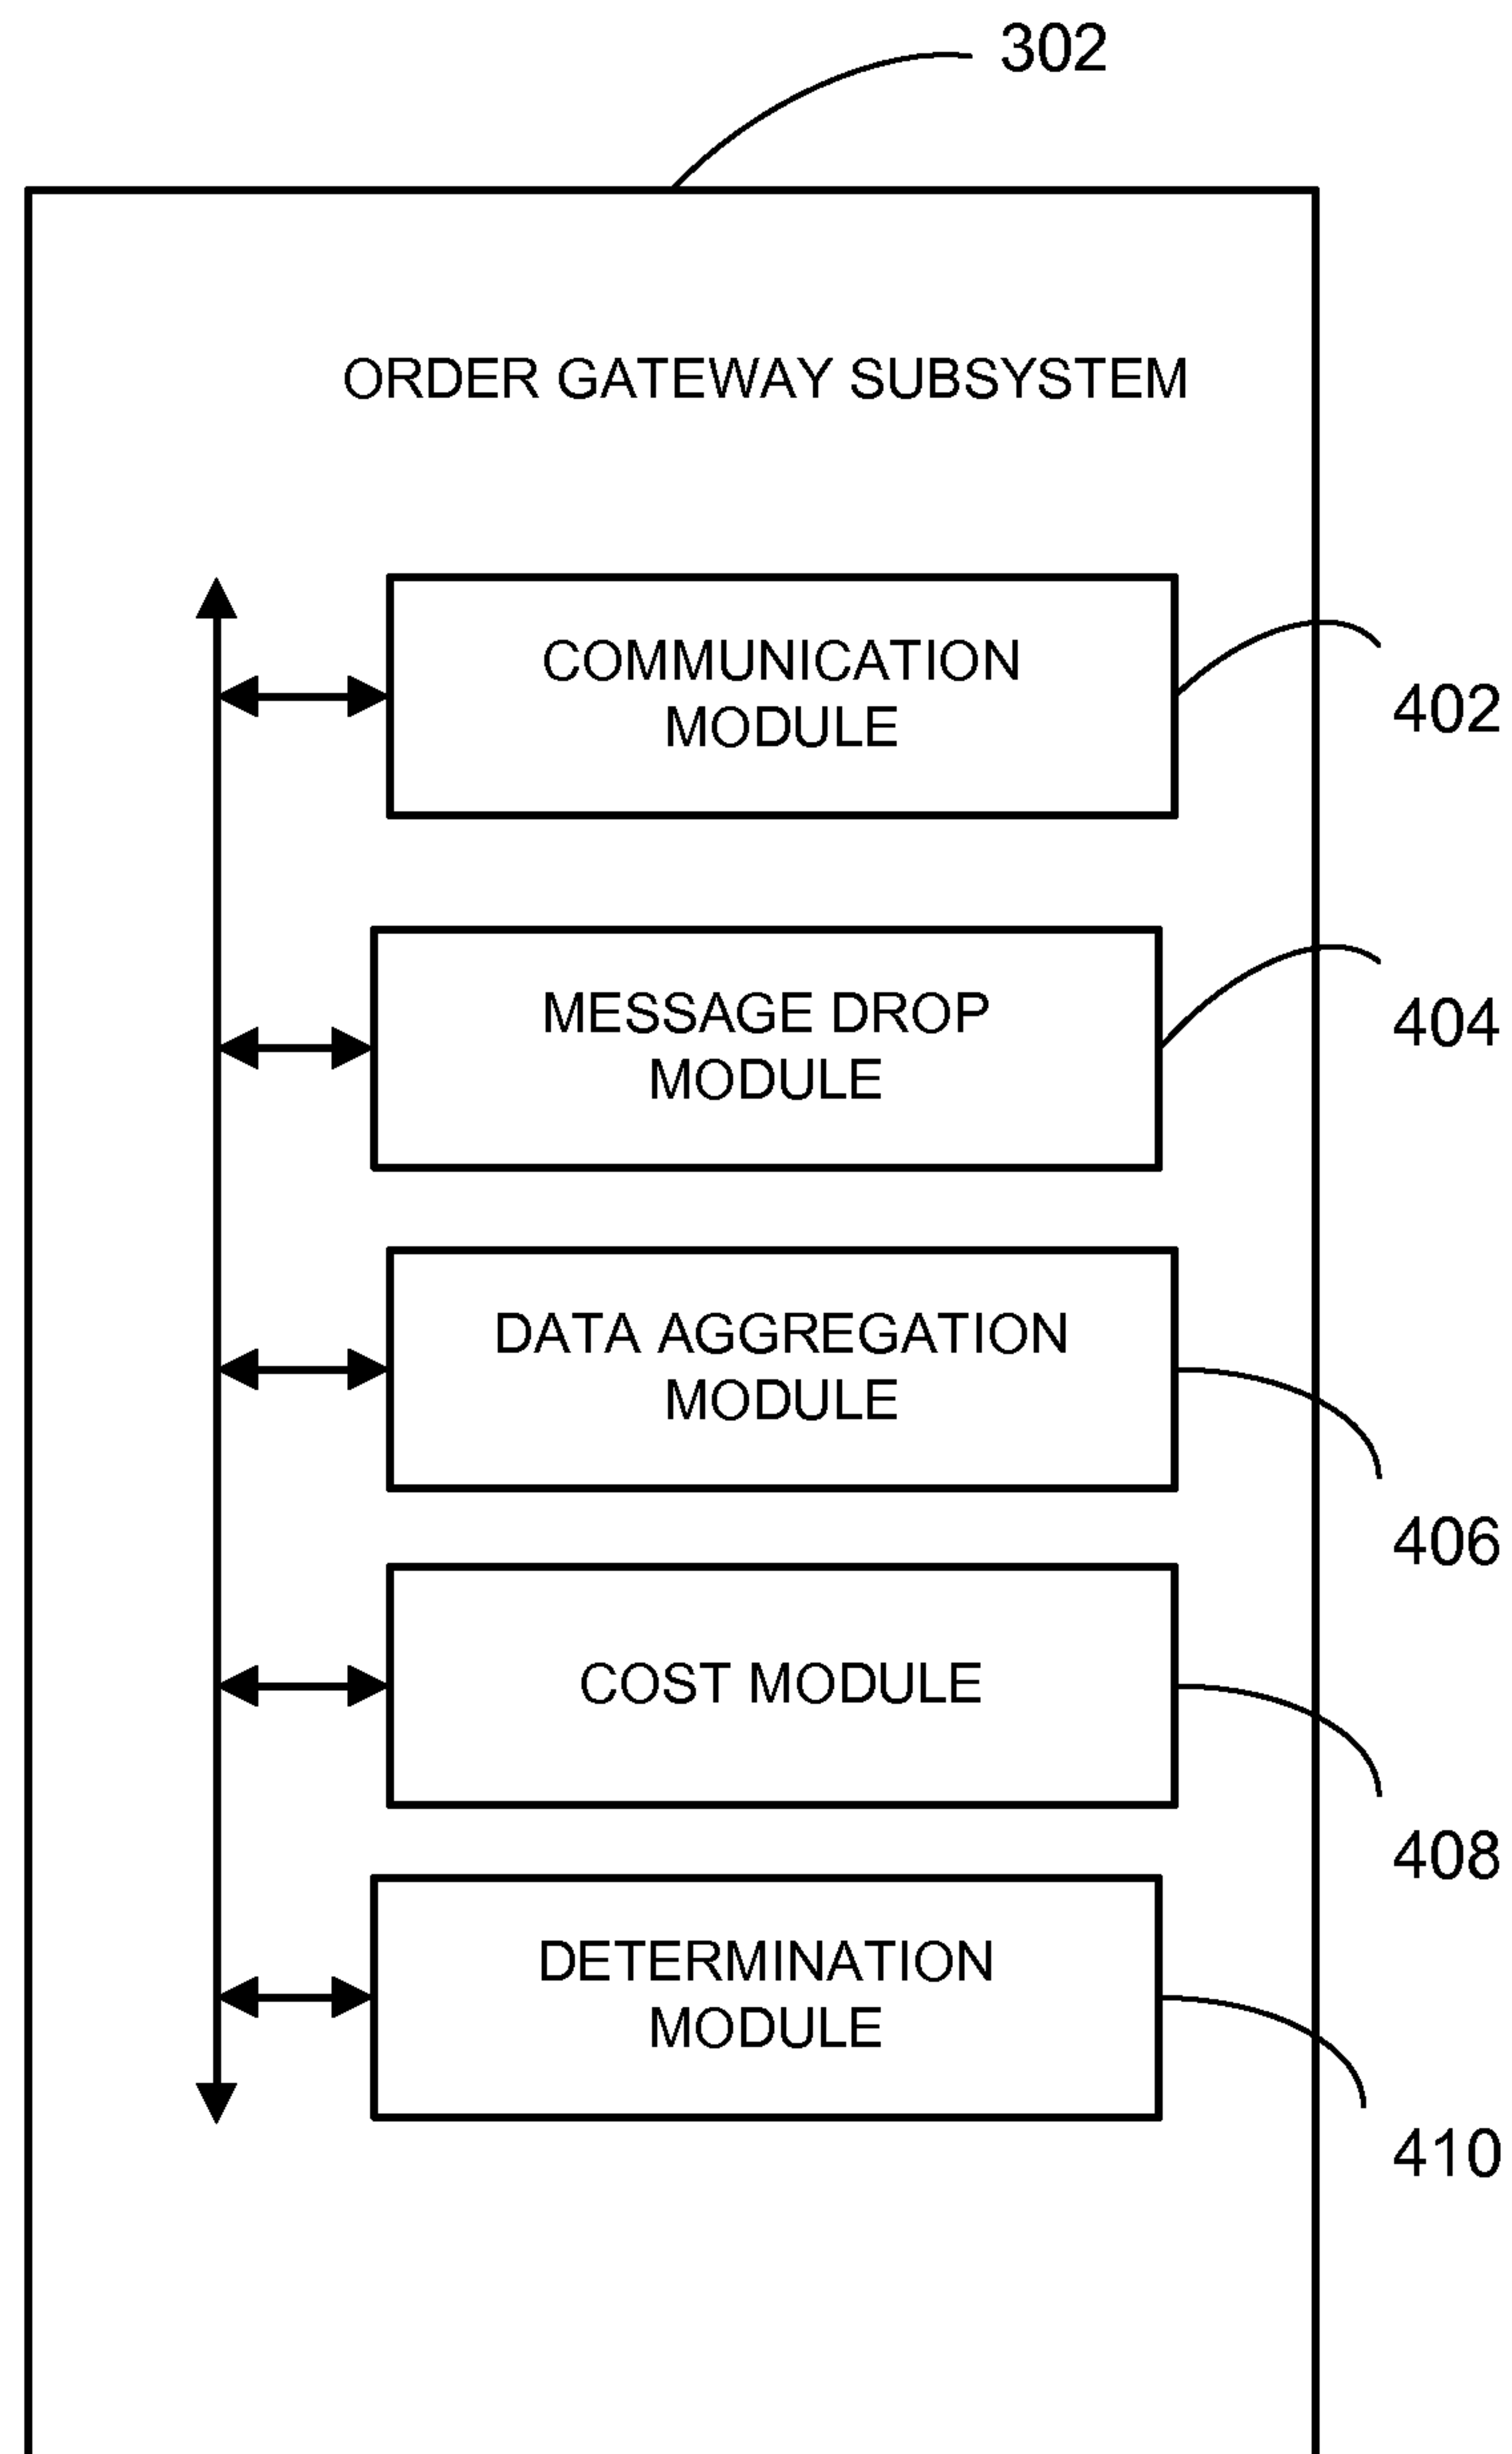 302
ORDER GATEWAY SUBSYSTEM
COMMUNICATION
MODULE
402
MESSAGE DROP
MODULE
404
DATA AGGREGATION
MODULE
406
COST MODULE
408
DETERMINATION
MODULE
410